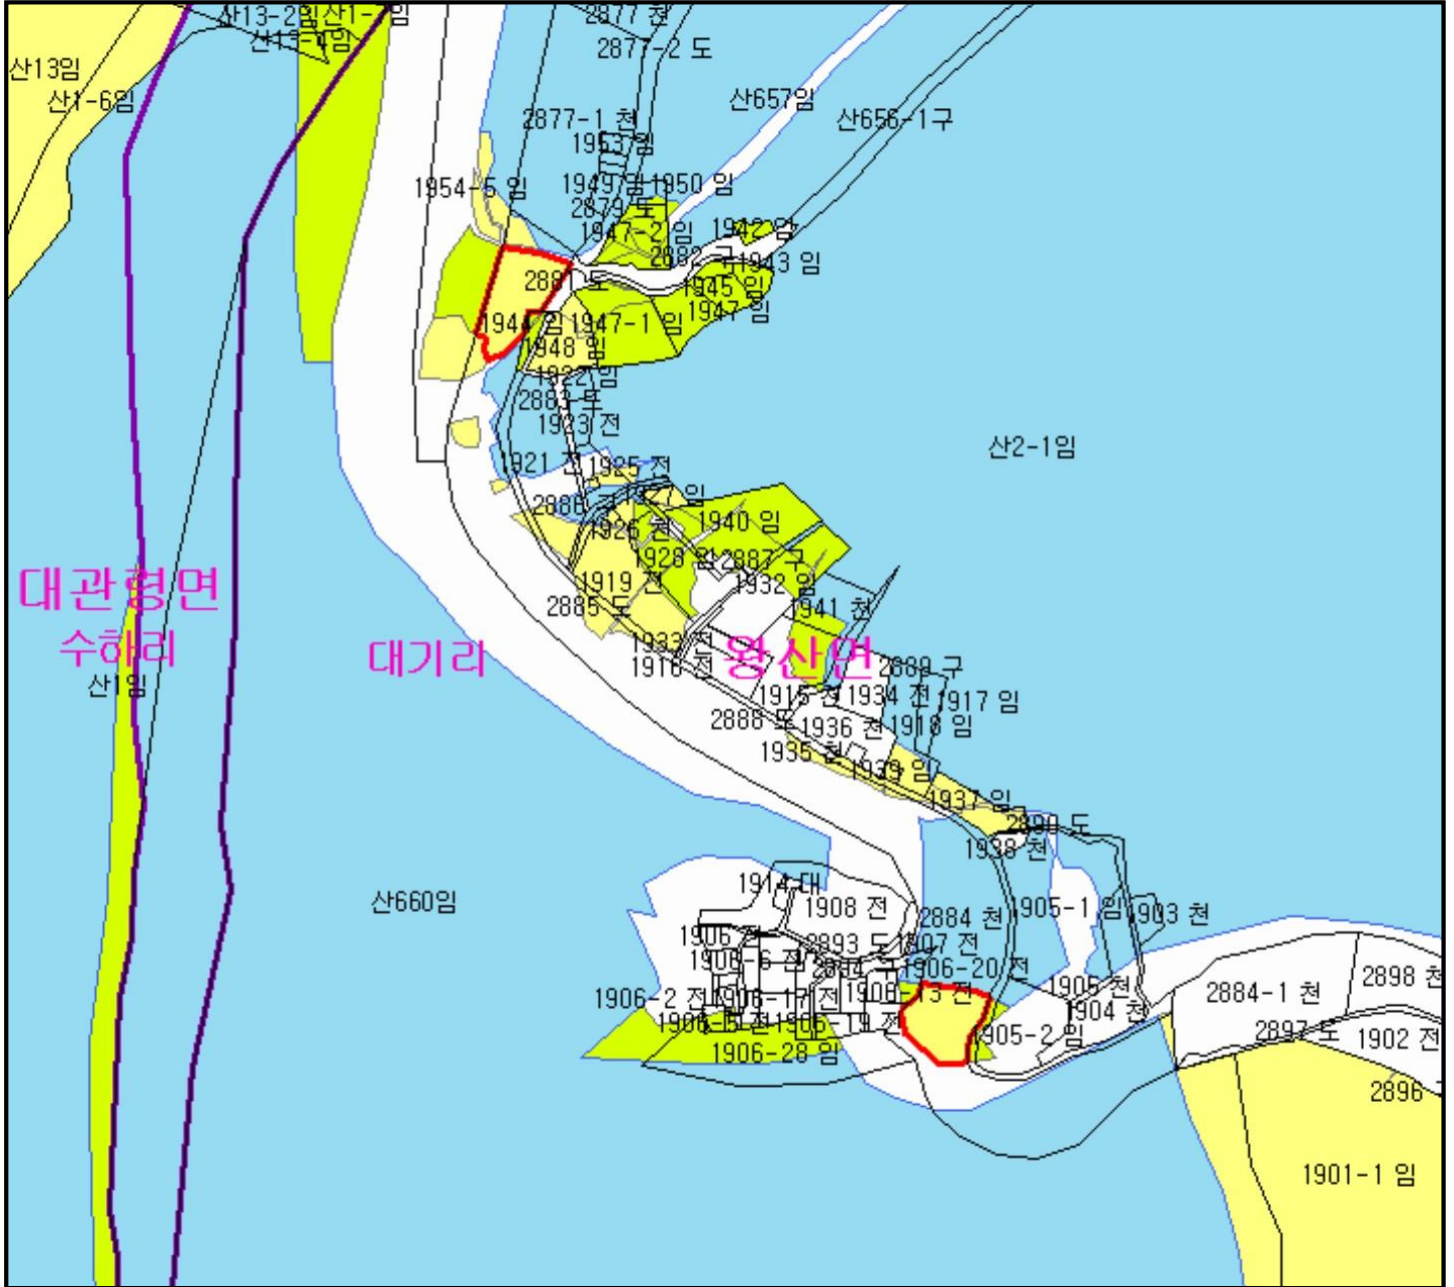 산13-2임
산1-7임
산13-4임
2877 천
2877-2 도
산13임
산1-6임
산657임
산656-1구
2877-1 천
1953 임
1954-5 임
1949 임
1950 임
2879 도
1947-2 임
1942 임
2882 구
1943 임
2881 도
1945 임
1947 임
1944 임
1947-1 임
1948 임
1922 임
2883 도
1923 전
산2-1임
1921 전
1925 전
1927 임
2886 구
1926 천
1940 임
1928 임
2887 구
1919 전
1932 임
대관령면
2885 도
1941 천
수하리
대기리
1933 전
왕산면
1916 전
2889 구
산1임
1915 천
1934 전
1917 임
2888 도
1936 천
1918 임
1935 천
1939 임
1937 임
2890 도
1938 천
1914 대
산660임
1908 전
2884 천
1905-1 임
1903 천
1906 전
2893 도
1907 전
1906-6 전
2894 구
1906-20 전
1906-2 전
1906-17 전
1906-13 전
1905 천
2884-1 천
2898 천
1904 천
1906-5 전
1906-19 전
1905-2 임
2897 도
1902 전
1906-28 임
2896
1901-1 임